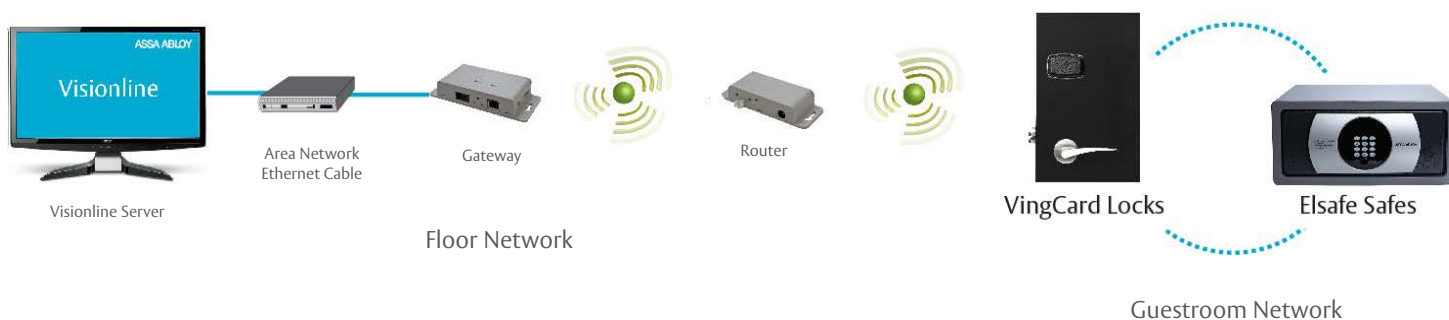 ASSA ABLOY
Visionline
Area Network
Ethernet Cable
Gateway
Router
Visionline Server
VingCard Locks
Elsafe Safes
Floor Network
Guestroom Network